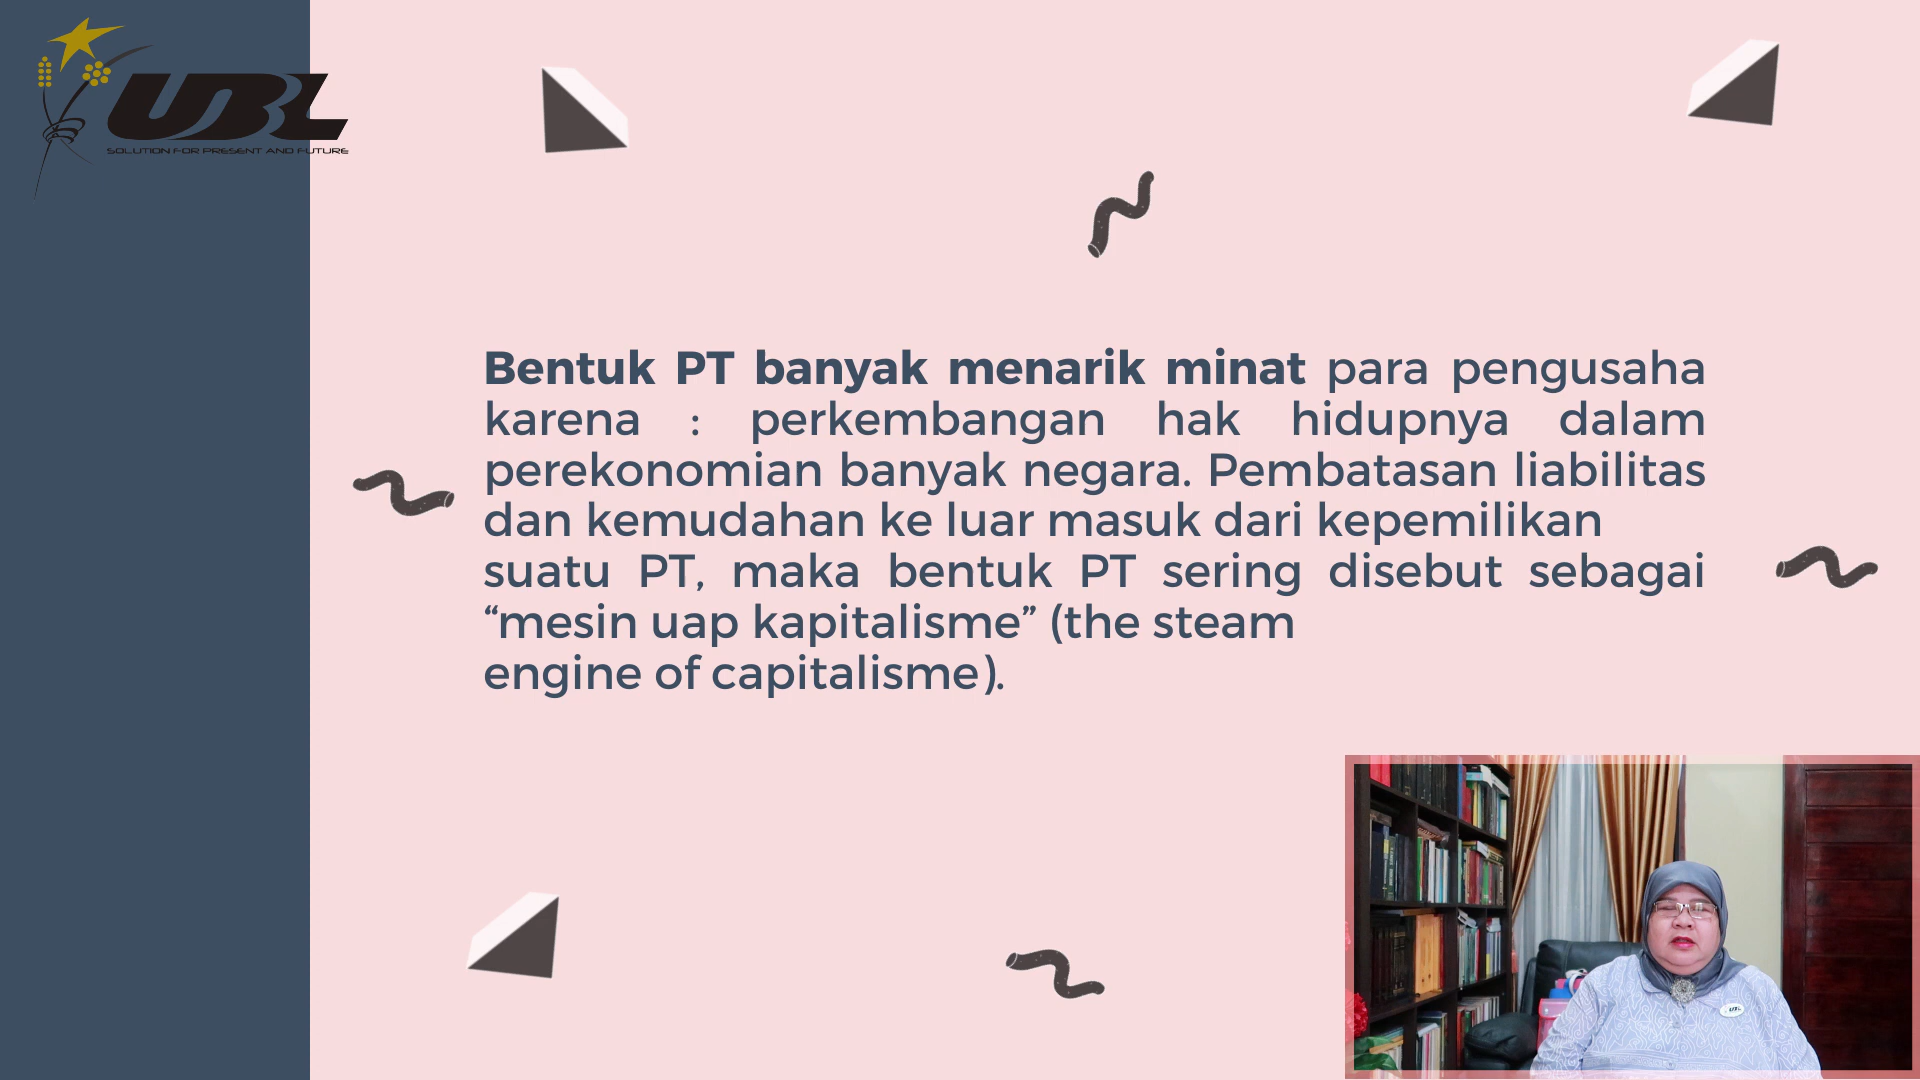 UBL
SOLUTION FOR PRESENT AND FUTURE
Bentuk PT banyak menarik minat para pengusaha
karena : perkembangan hak hidupnya dalam
perekonomian banyak negara. Pembatasan liabilitas
dan kemudahan ke luar masuk dari kepemilikan
suatu PT, maka bentuk PT sering disebut sebagai
“mesin uap kapitalisme” (the steam
engine of capitalisme).
UBL